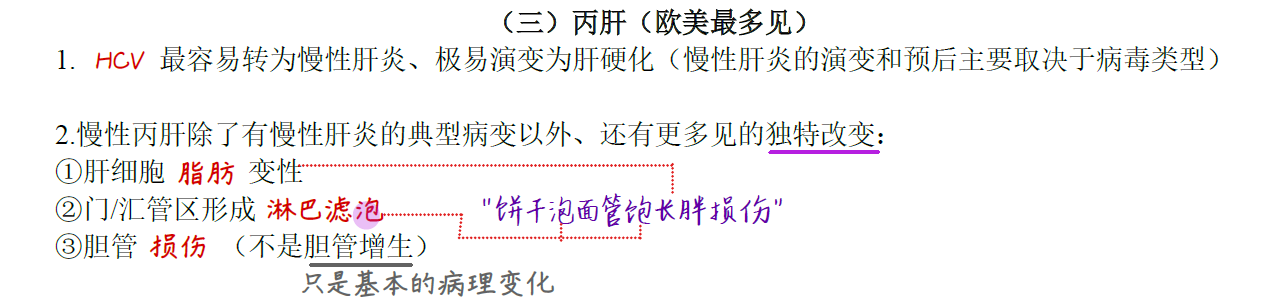 （三）丙肝（欧美最多见）
1. HCV 最容易转为慢性肝炎、极易演变为肝硬化（慢性肝炎的演变和预后主要取决于病毒类型）
2.慢性丙肝除了有慢性肝炎的典型病变以外、还有更多见的独特改变：
①肝细胞 脂肪 变性
②门/汇管区形成 淋巴滤泡 "饼干泡面管饱长胖损伤"
③胆管 损伤 （不是胆管增生）
只是基本的病理变化